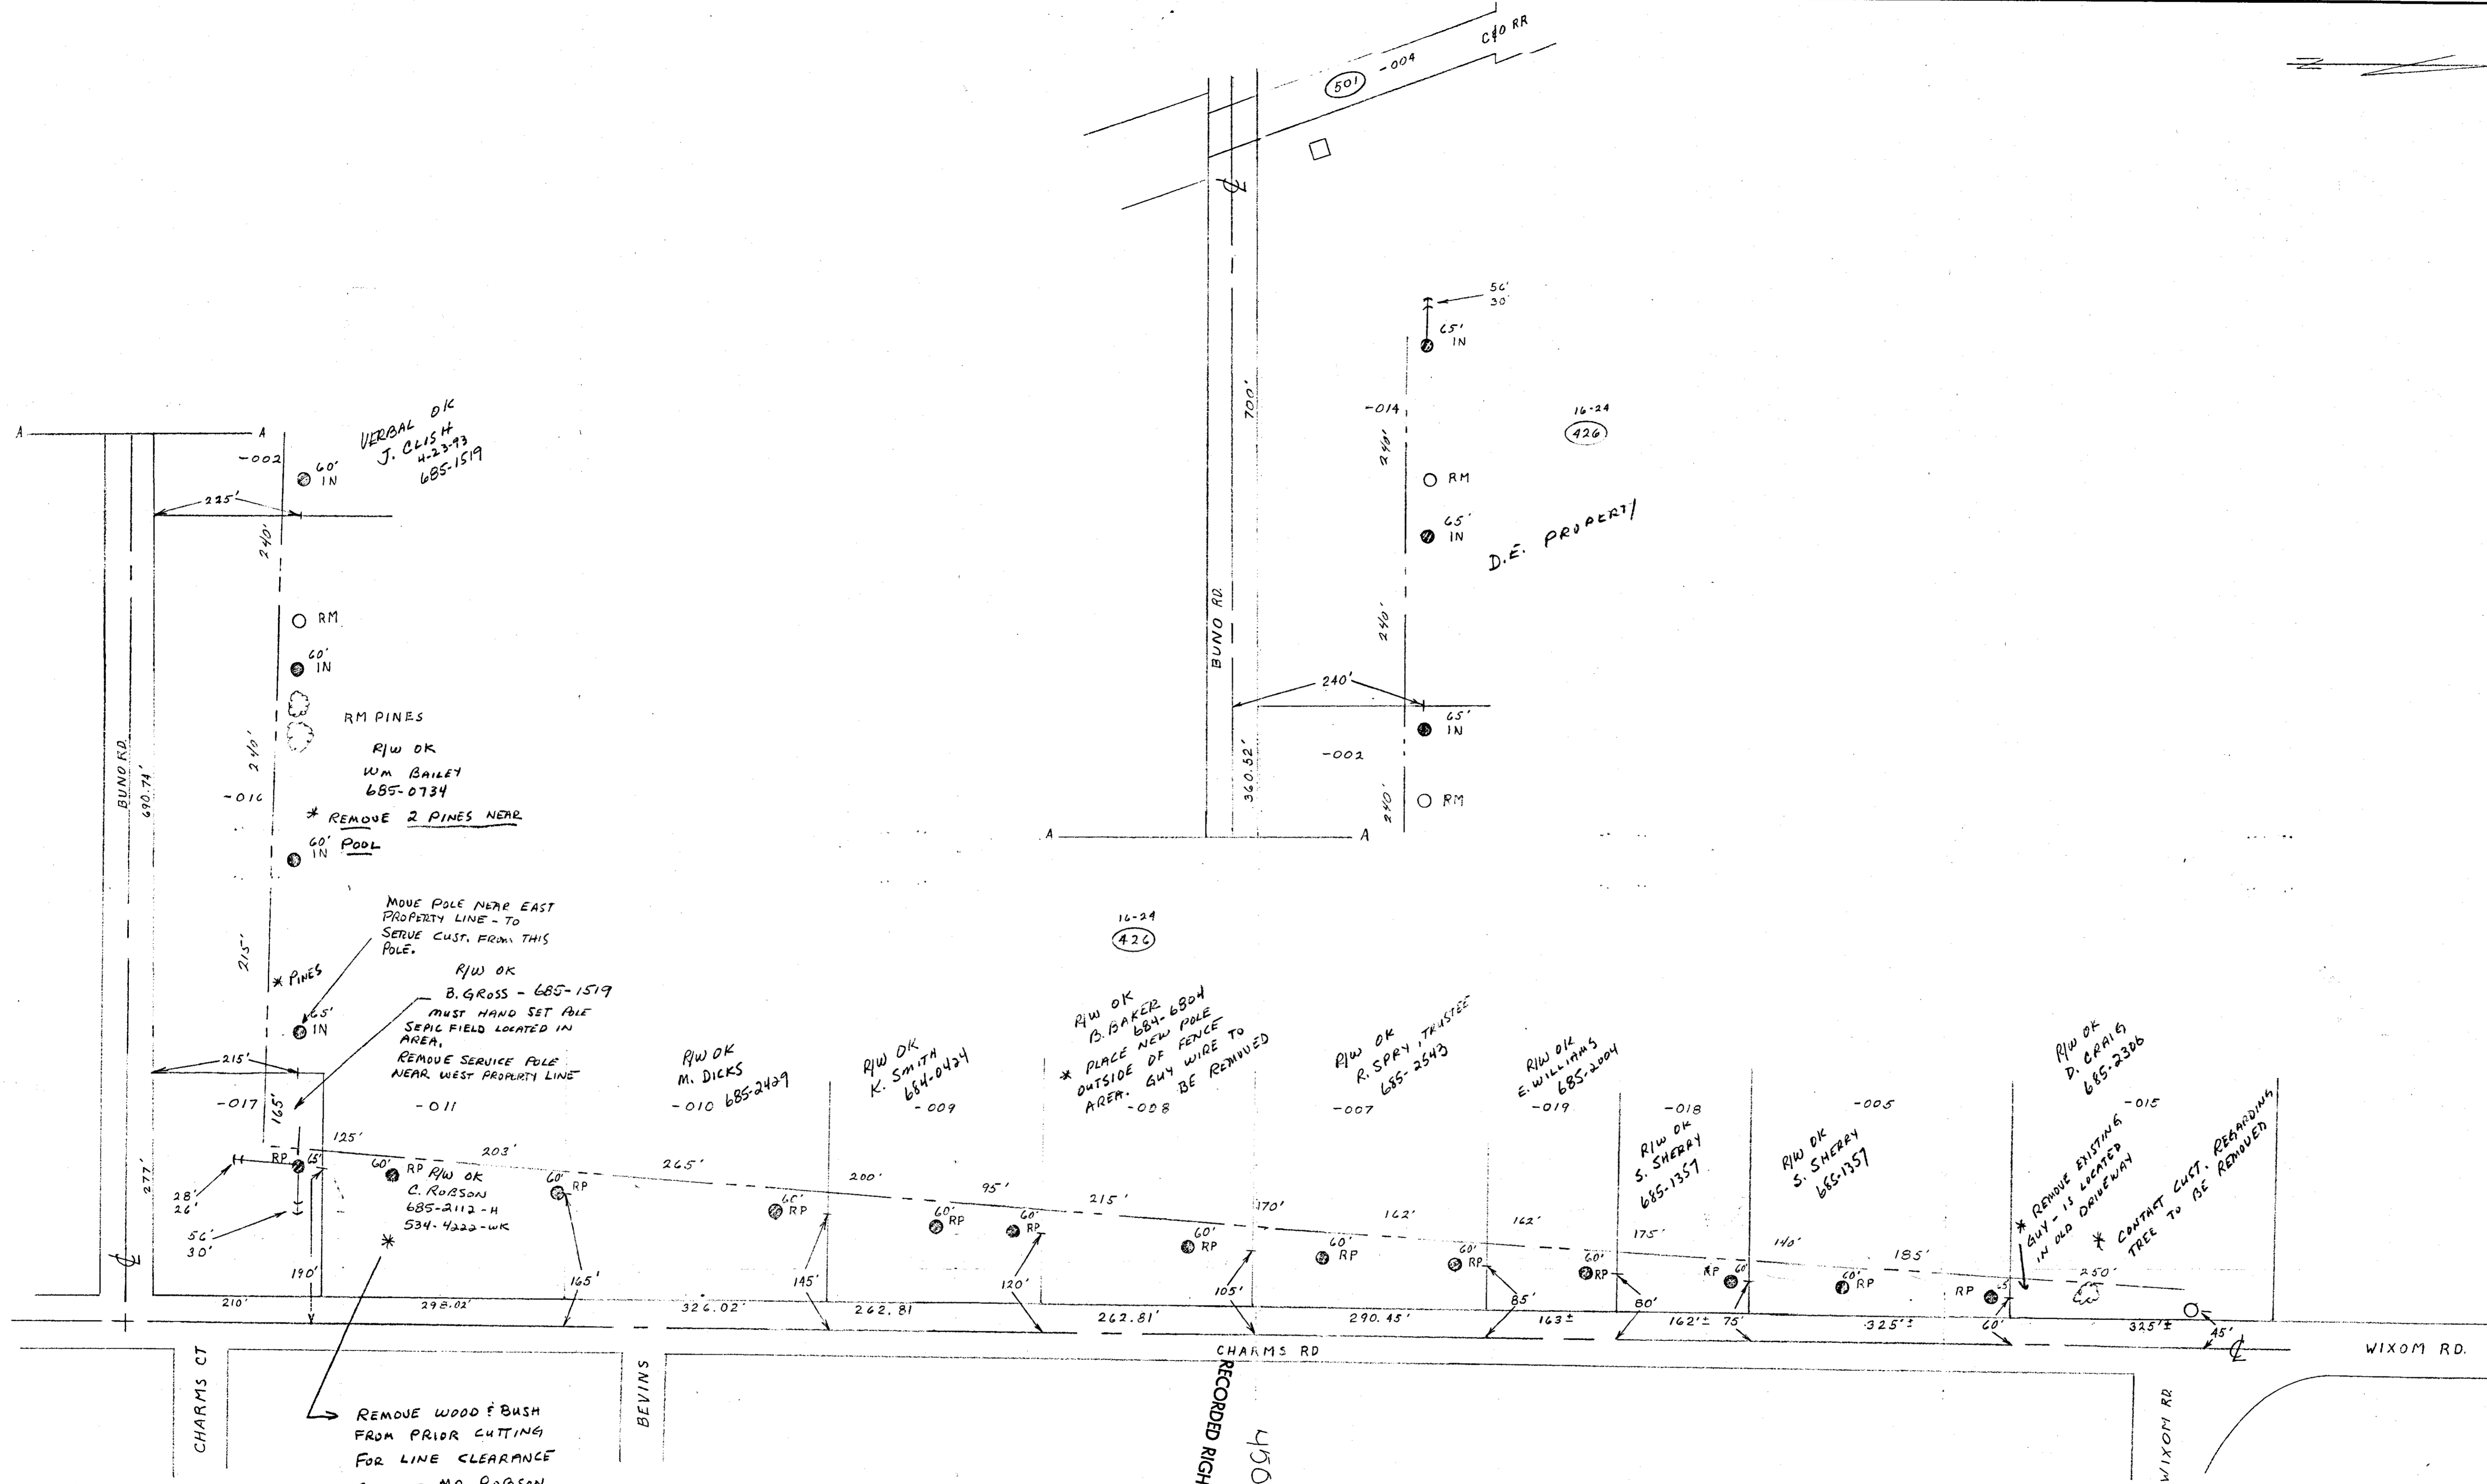 C&O RR
501
-004
56'
30'
65'
IN
-014
240'
16-24
426
RM
65'
IN
D.E. PROPERTY
700'
BUNO RD.
240'
240'
65'
IN
-002
360.52'
240'
RM
A
A
A
A
VERBAL OK
J. CLISH
4-23-93
685-1519
-002
60'
IN
225'
240'
RM
60'
IN
RM PINES
R/W OK
WM BAILEY
685-0734
* REMOVE 2 PINES NEAR
POOL
240'
-016
BUNO RD.
690.74'
60'
IN
MOVE POLE NEAR EAST
PROPERTY LINE - TO
SERVE CUST. FROM THIS
POLE.
215'
* PINES
R/W OK
B. GROSS - 685-1519
MUST HAND SET POLE
SEPIC FIELD LOCATED IN
AREA.
REMOVE SERVICE POLE
NEAR WEST PROPERTY LINE
65'
IN
215'
-017
165'
-011
277'
125'
RP
65'
28'
26'
56'
30'
190'
60'
RP
R/W OK
C. ROBSON
685-2112-H
534-4222-WK
*
203'
60'
RP
165'
R/W OK
M. DICKS
685-2429
-010
265'
60'
RP
145'
R/W OK
K. SMITH
684-0424
-009
200'
60'
RP
95'
60'
RP
120'
16-24
426
R/W OK
B. BAKER
684-6804
* PLACE NEW POLE
OUTSIDE OF FENCE
AREA. GUY WIRE TO
BE REMOVED
-008
215'
60'
RP
105'
170'
R/W OK
R. SPRY, TRUSTEE
685-2543
-007
60'
RP
162'
60'
RP
85'
R/W OK
E. WILLIAMS
685-2004
-019
162'
60'
RP
80'
-018
R/W OK
S. SHERRY
685-1357
175'
RP
60'
-005
R/W OK
S. SHERRY
685-1357
140'
60'
RP
185'
RP
65'
R/W OK
D. CRAIG
685-2306
-015
* REMOVE EXISTING
GUY - IS LOCATED
IN OLD DRIVEWAY
* CONTACT CUST. REGARDING
TREE TO BE REMOVED
250'
210'
298.02'
326.02'
262.81
262.81'
290.45'
163±
162'±
75'
325'±
60'
325'±
45'
CHARMS RD
WIXOM RD.
CHARMS CT
BEVINS
WIXOM RD.
REMOVE WOOD & BUSH
FROM PRIOR CUTTING
FOR LINE CLEARANCE
MR ROBSON
RECORDED RIGH